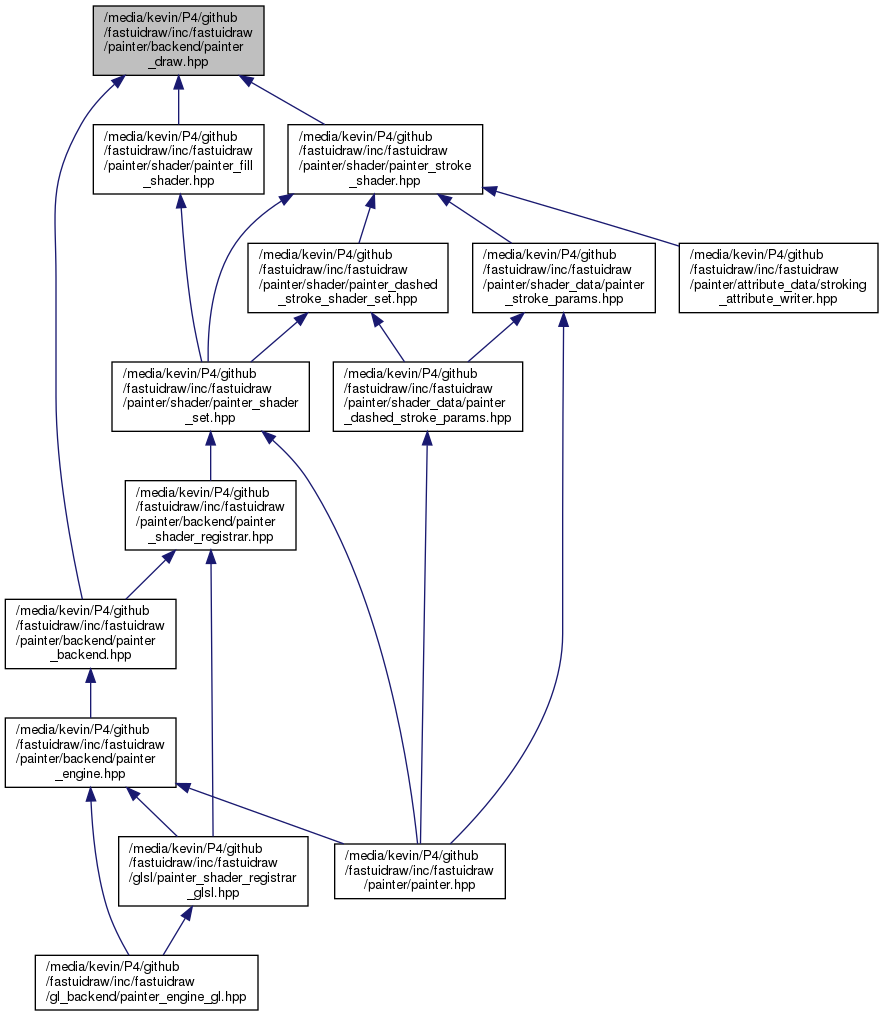 /media/kevin/P4/github
/fastuidraw/inc/fastuidraw
/painter/backend/painter
_draw.hpp
/media/kevin/P4/github
/fastuidraw/inc/fastuidraw
/painter/shader/painter_fill
_shader.hpp
/media/kevin/P4/github
/fastuidraw/inc/fastuidraw
/painter/shader/painter_stroke
_shader.hpp
/media/kevin/P4/github
/fastuidraw/inc/fastuidraw
/painter/shader/painter_dashed
_stroke_shader_set.hpp
/media/kevin/P4/github
/fastuidraw/inc/fastuidraw
/painter/shader_data/painter
_stroke_params.hpp
/media/kevin/P4/github
/fastuidraw/inc/fastuidraw
/painter/attribute_data/stroking
_attribute_writer.hpp
/media/kevin/P4/github
/fastuidraw/inc/fastuidraw
/painter/shader/painter_shader
_set.hpp
/media/kevin/P4/github
/fastuidraw/inc/fastuidraw
/painter/shader_data/painter
_dashed_stroke_params.hpp
/media/kevin/P4/github
/fastuidraw/inc/fastuidraw
/painter/backend/painter
_shader_registrar.hpp
/media/kevin/P4/github
/fastuidraw/inc/fastuidraw
/painter/backend/painter
_backend.hpp
/media/kevin/P4/github
/fastuidraw/inc/fastuidraw
/painter/backend/painter
_engine.hpp
/media/kevin/P4/github
/fastuidraw/inc/fastuidraw
/glsl/painter_shader_registrar
_glsl.hpp
/media/kevin/P4/github
/fastuidraw/inc/fastuidraw
/painter/painter.hpp
/media/kevin/P4/github
/fastuidraw/inc/fastuidraw
/gl_backend/painter_engine_gl.hpp